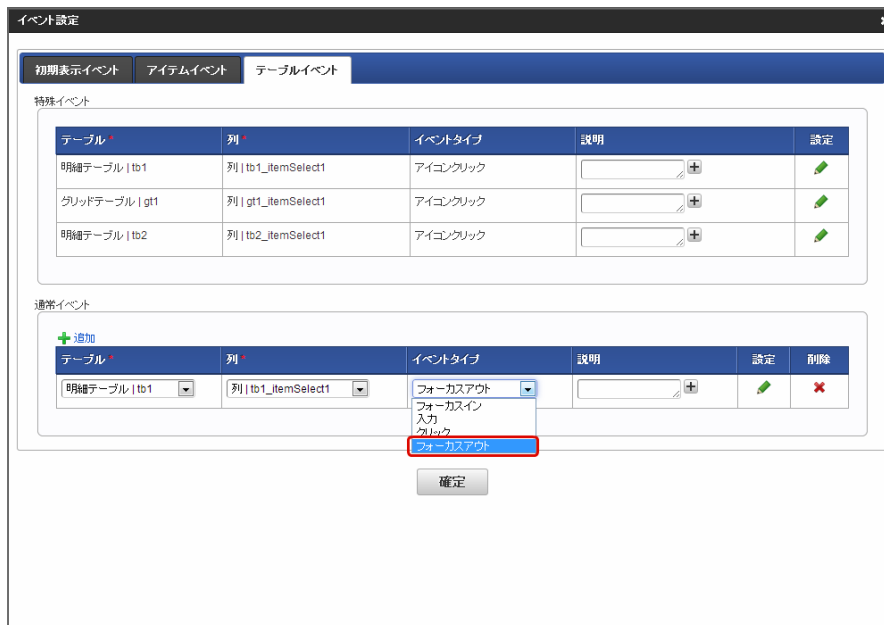 イベント設定
初期表示イベント アイテムイベント テーブルイベント
特殊イベント
テーブル * 列 * イベントタイプ 説明 設定
明細テーブル | tb1 列 | tb1_itemSelect1 アイコンクリック
グリッドテーブル | gt1 列 | gt1_itemSelect1 アイコンクリック
明細テーブル | tb2 列 | tb2_itemSelect1 アイコンクリック
通常イベント
追加
テーブル * 列 * イベントタイプ 説明 設定 削除
明細テーブル | tb1 列 | tb1_itemSelect1 フォーカスアウト
フォーカスイン
入力
クリック
フォーカスアウト
確定